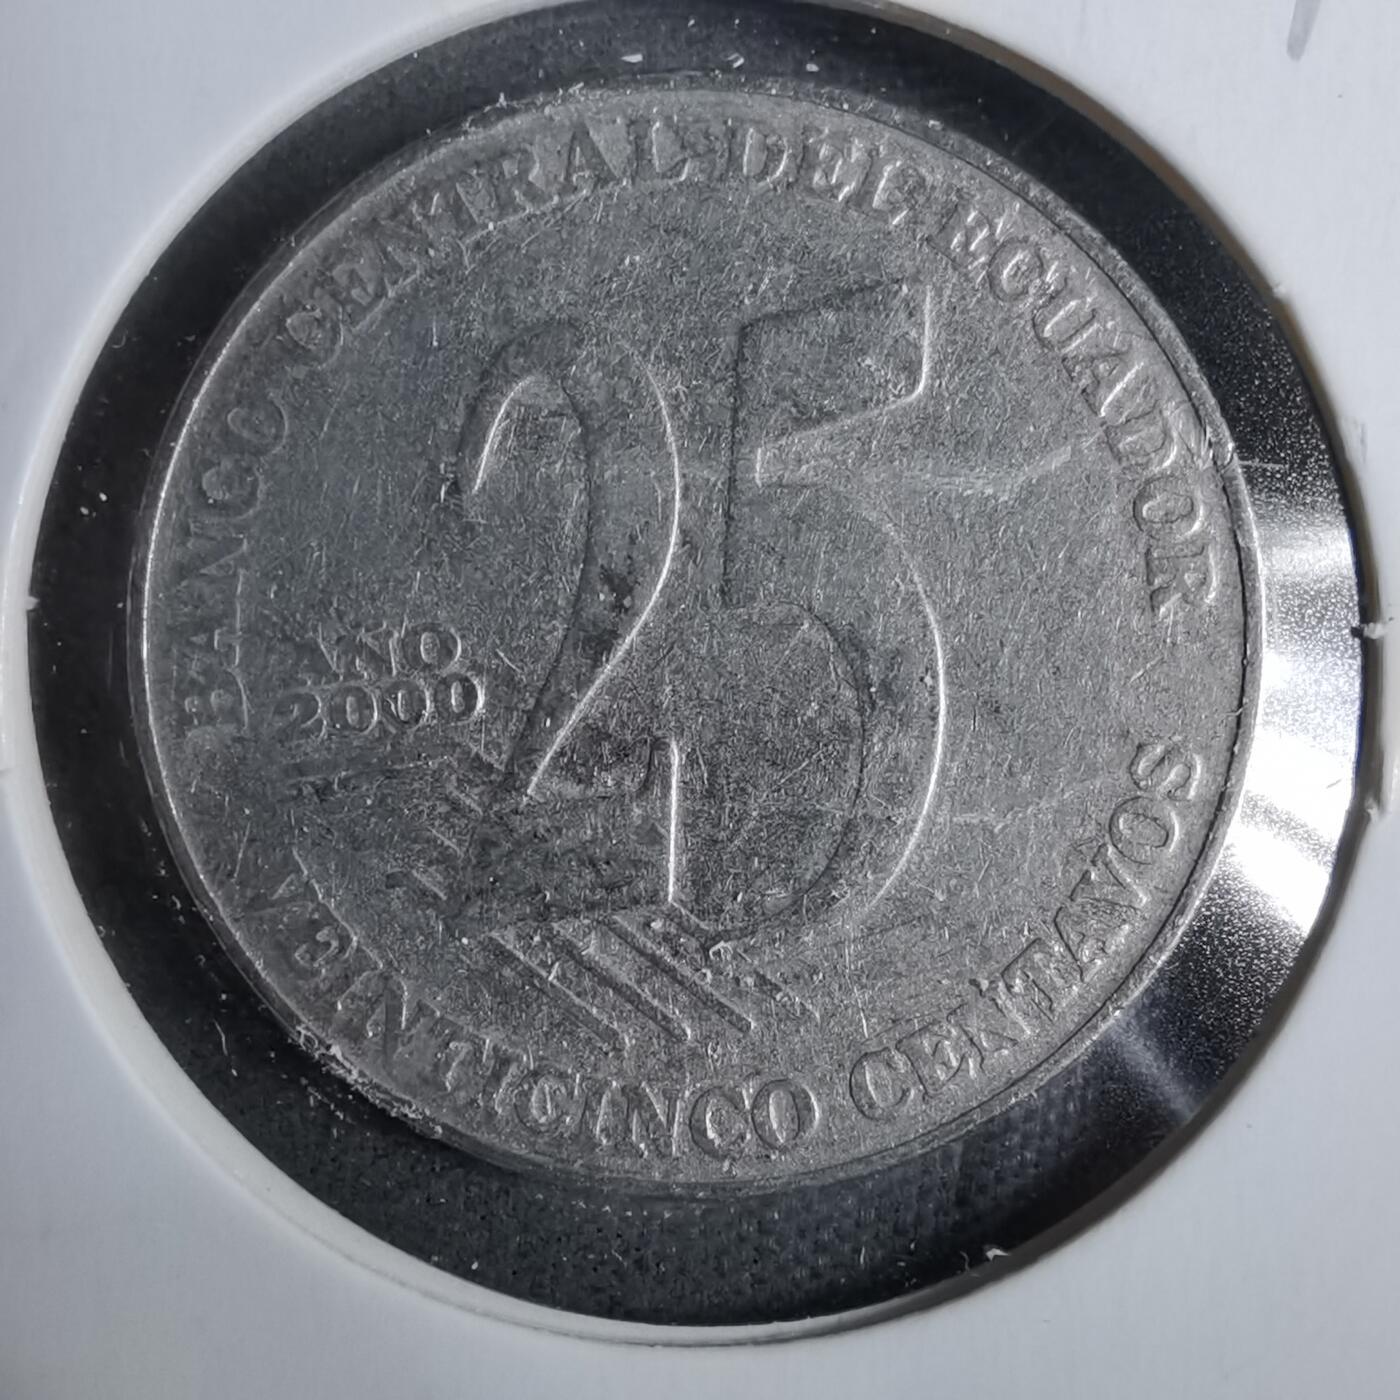 BANCO CENTRAL DEL ECUADOR
25
AÑO
2000
VEINTICINCO CENTAVOS